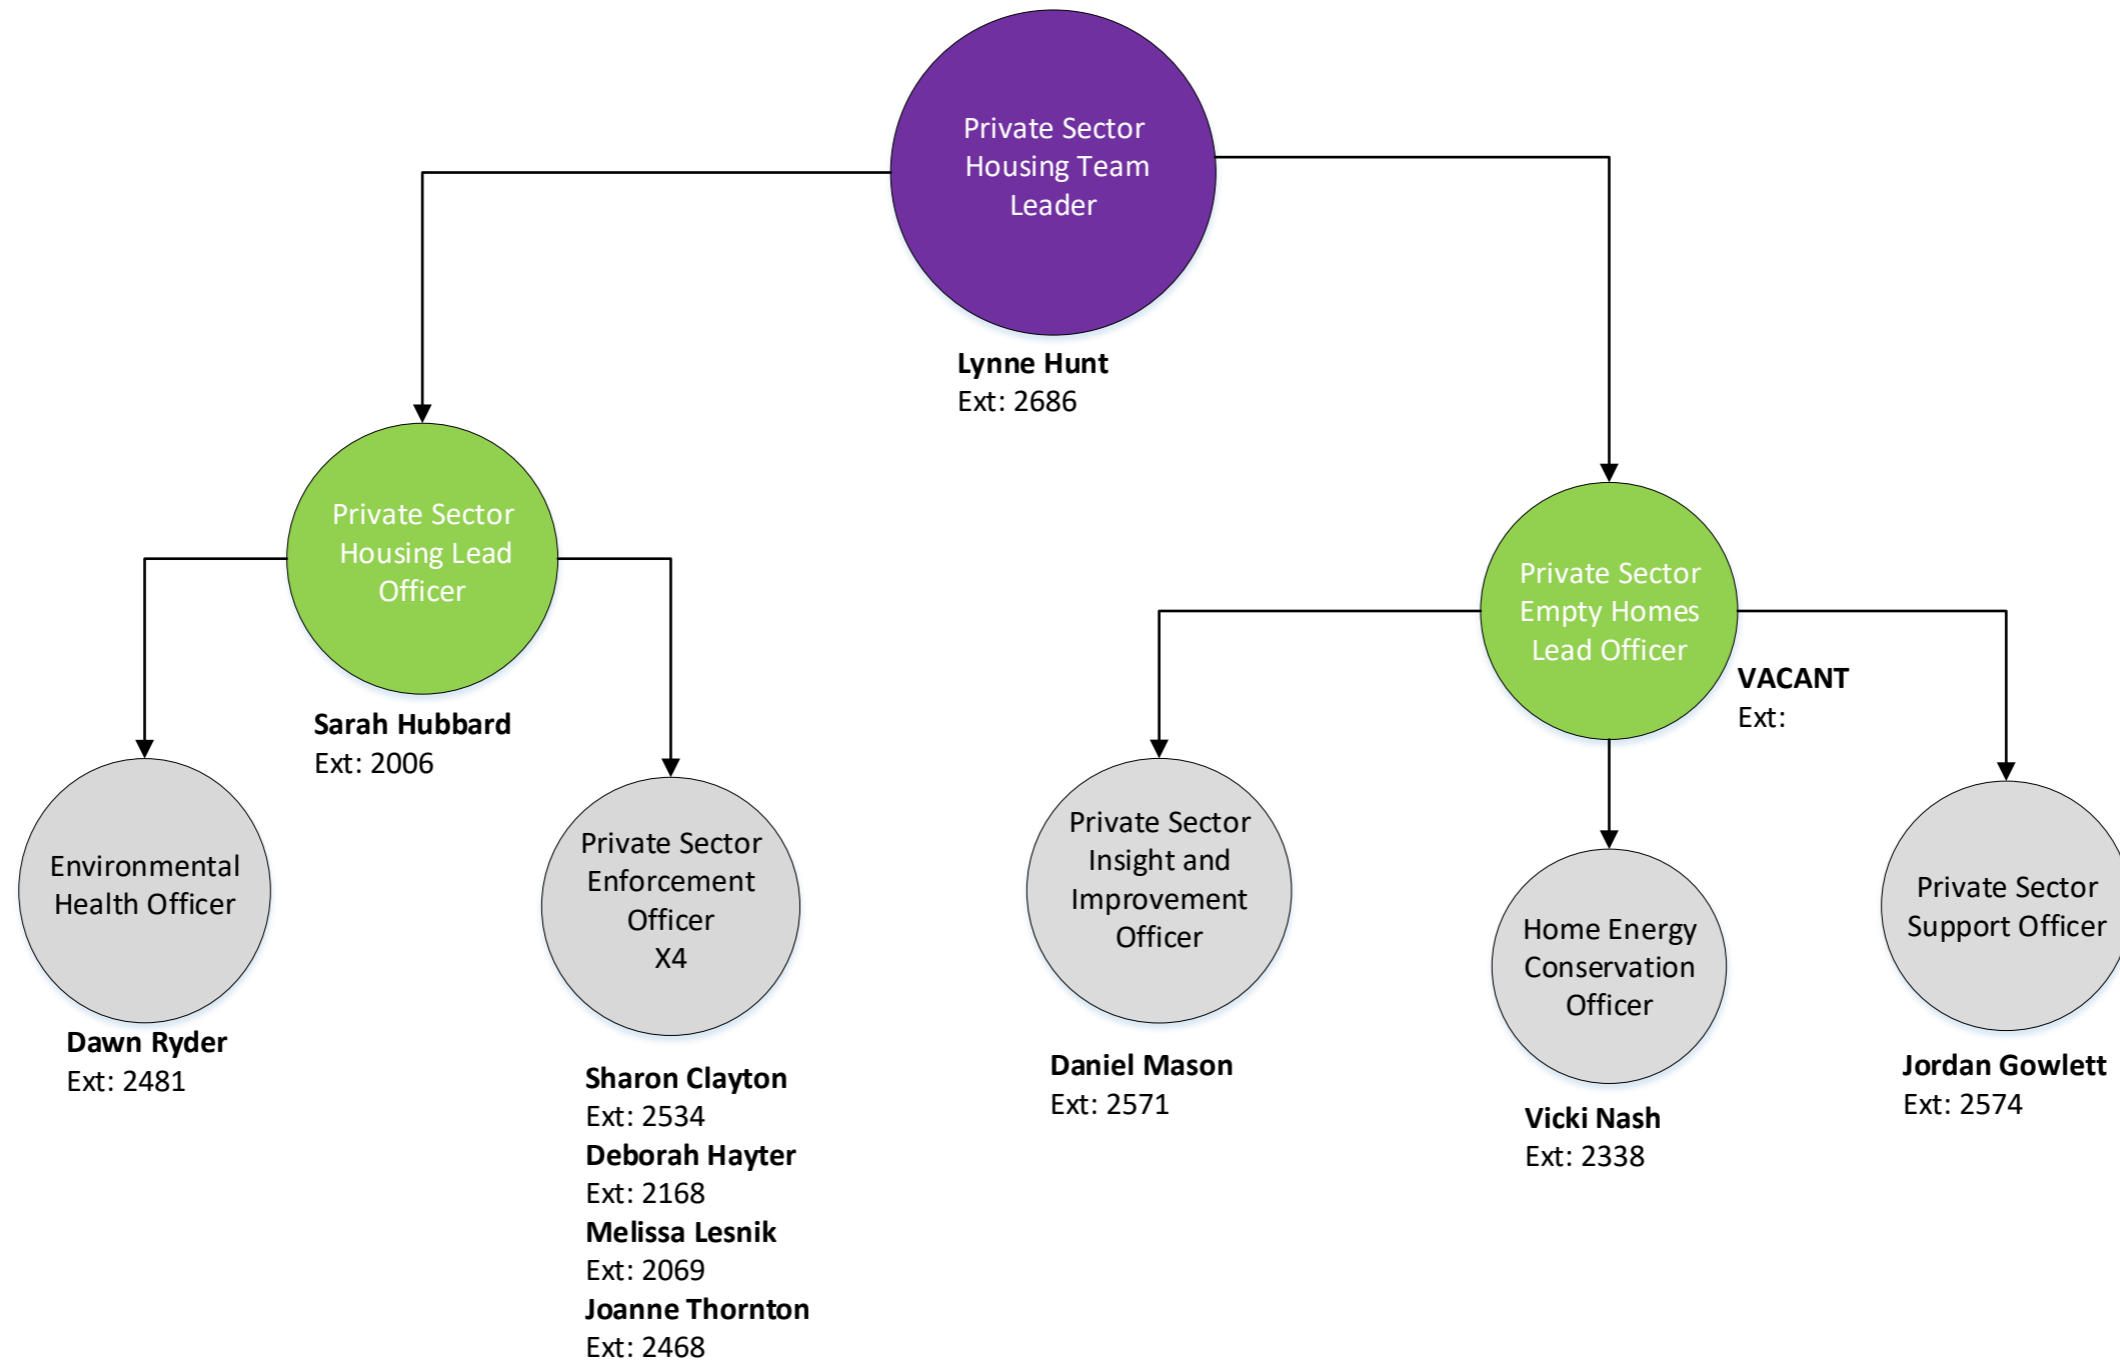 Private Sector
Housing Team
Leader
Lynne Hunt
Ext: 2686
Private Sector
Housing Lead
Officer
Sarah Hubbard
Ext: 2006
Private Sector
Empty Homes
Lead Officer
VACANT
Ext:
Environmental
Health Officer
Dawn Ryder
Ext: 2481
Private Sector
Enforcement
Officer
X4
Sharon Clayton
Ext: 2534
Deborah Hayter
Ext: 2168
Melissa Lesnik
Ext: 2069
Joanne Thornton
Ext: 2468
Private Sector
Insight and
Improvement
Officer
Daniel Mason
Ext: 2571
Home Energy
Conservation
Officer
Vicki Nash
Ext: 2338
Private Sector
Support Officer
Jordan Gowlett
Ext: 2574